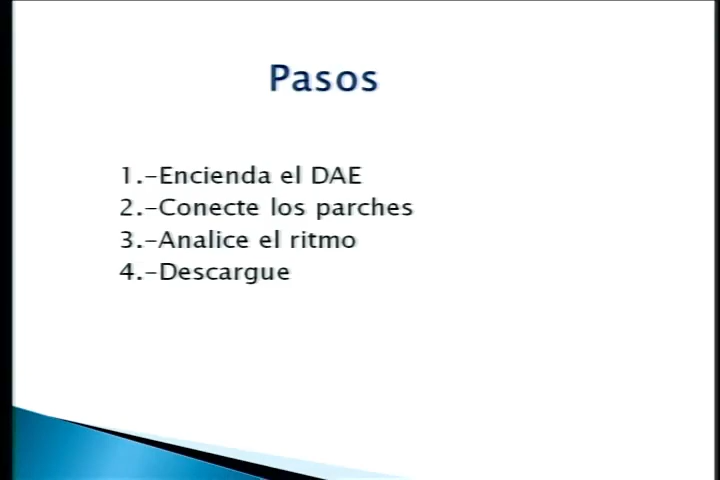 Pasos
1.-Encienda el DAE
2.-Conecte los parches
3.-Analice el ritmo
4.-Descargue